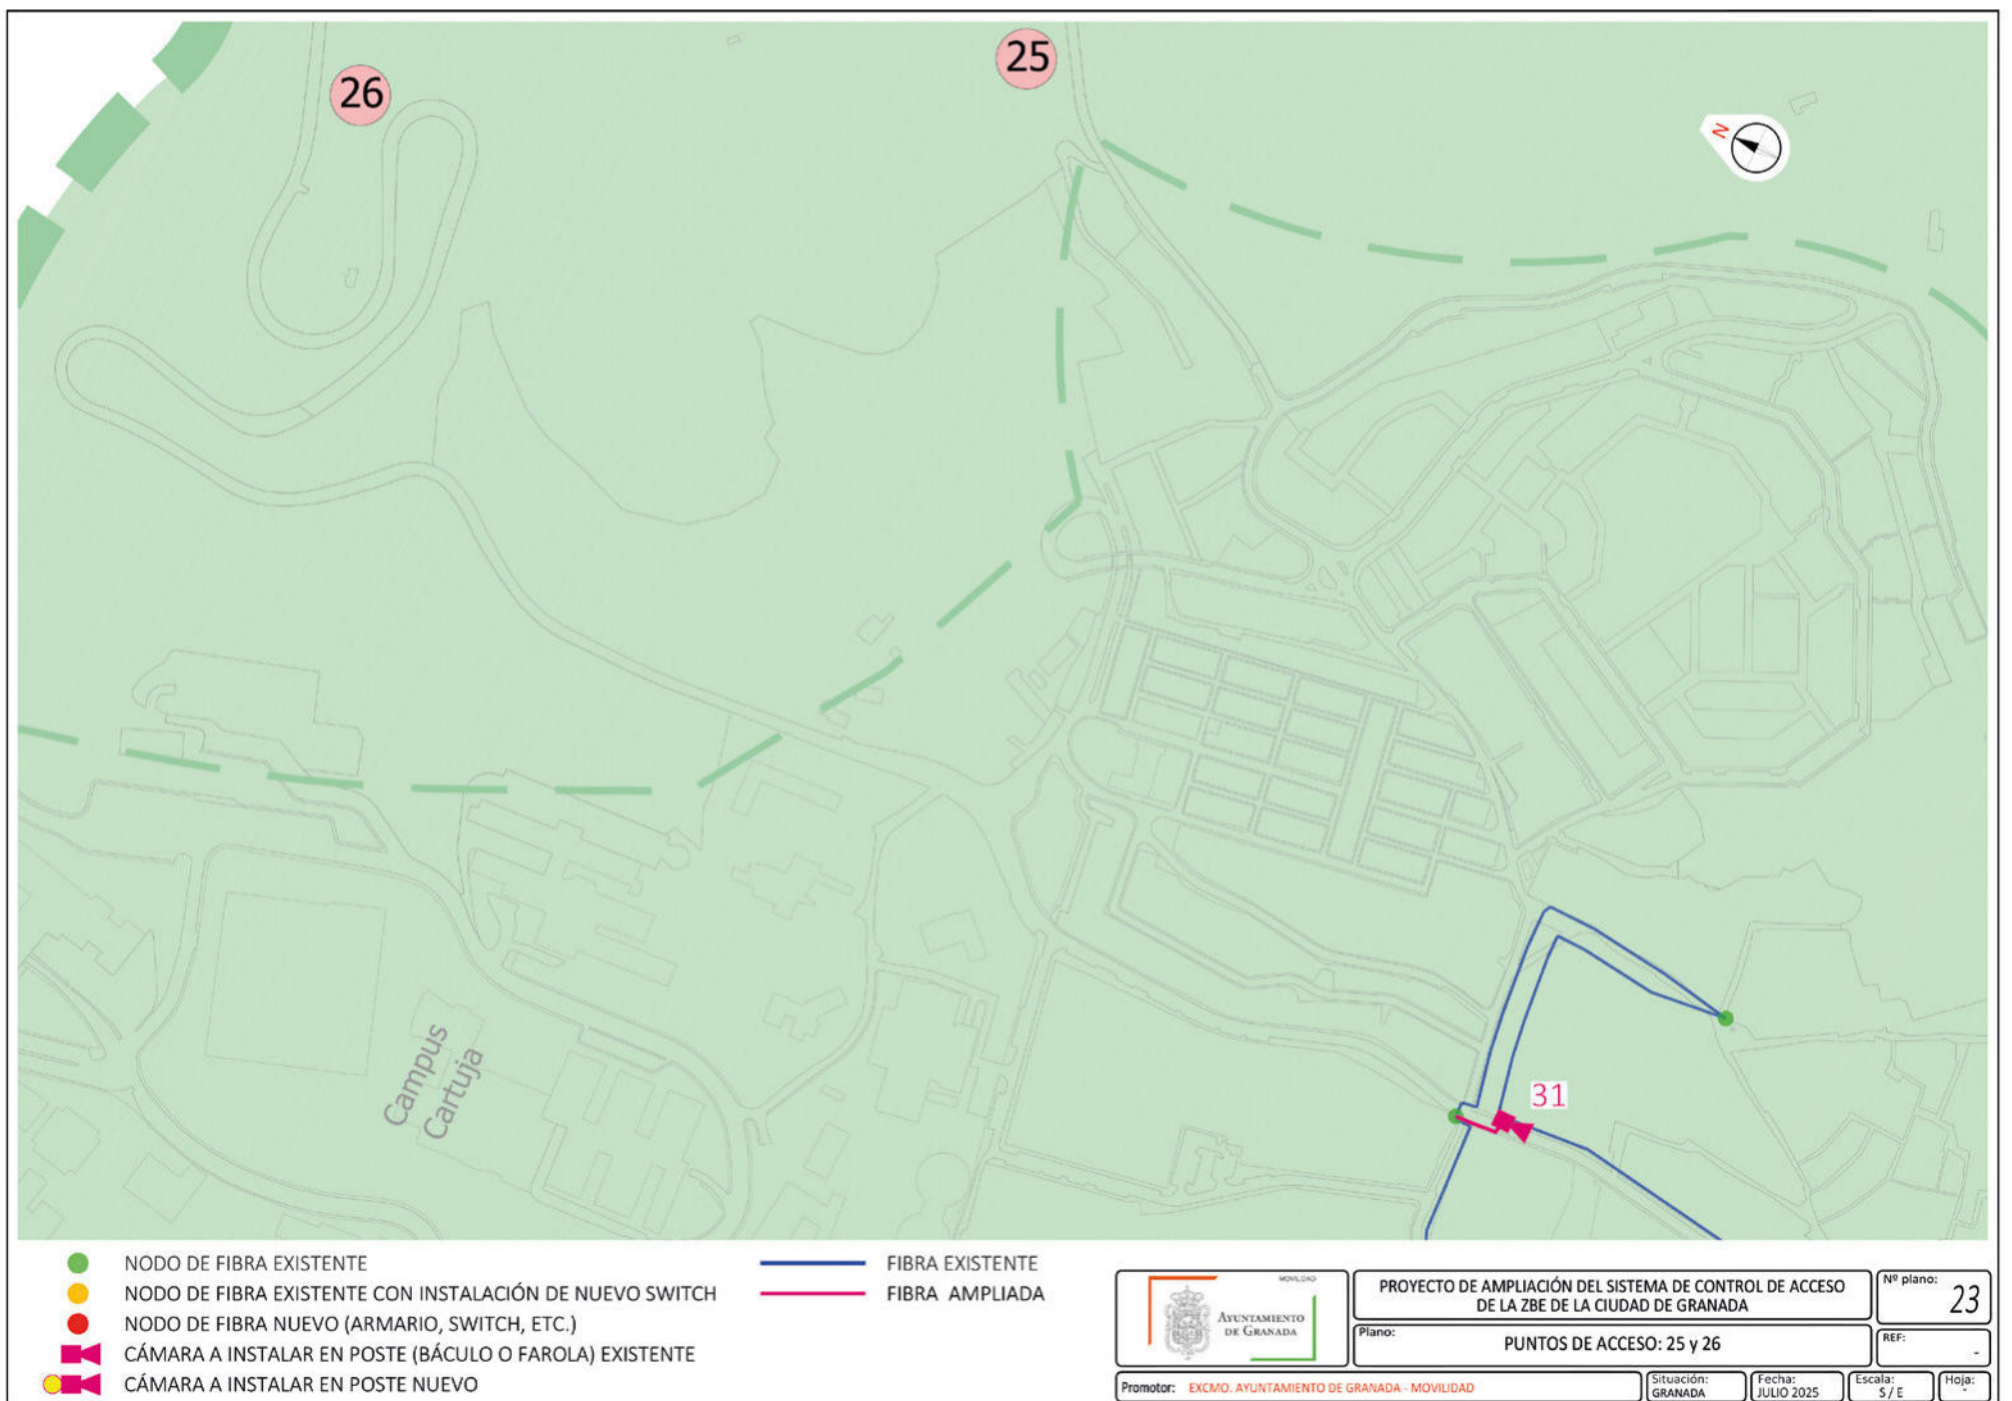 26
25
N
Campus
Cartuja
31
NODO DE FIBRA EXISTENTE
NODO DE FIBRA EXISTENTE CON INSTALACIÓN DE NUEVO SWITCH
NODO DE FIBRA NUEVO (ARMARIO, SWITCH, ETC.)
CÁMARA A INSTALAR EN POSTE (BÁCULO O FAROLA) EXISTENTE
CÁMARA A INSTALAR EN POSTE NUEVO
FIBRA EXISTENTE
FIBRA AMPLIADA
MOVILIDAD
AYUNTAMIENTO
DE GRANADA
PROYECTO DE AMPLIACIÓN DEL SISTEMA DE CONTROL DE ACCESO
DE LA ZBE DE LA CIUDAD DE GRANADA
Nº plano:
23
Plano:
PUNTOS DE ACCESO: 25 y 26
REF:
-
Promotor: EXCMO. AYUNTAMIENTO DE GRANADA - MOVILIDAD
Situación:
GRANADA
Fecha:
JULIO 2025
Escala:
S / E
Hoja:
-